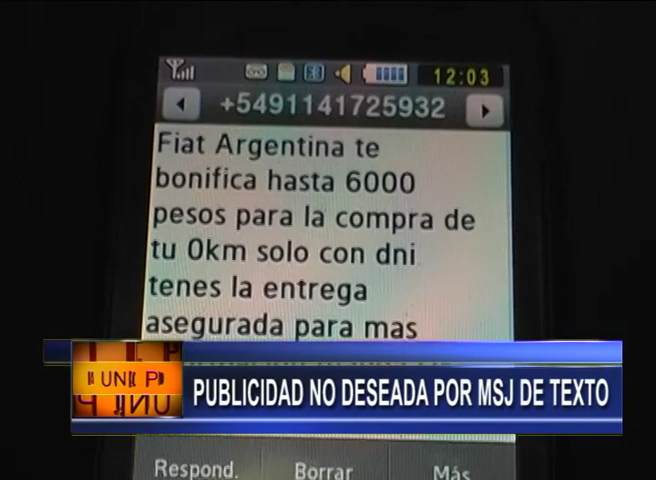 12:03
+5491141725932
Fiat Argentina te
bonifica hasta 6000
pesos para la compra de
tu 0km solo con dni
tenes la entrega
asegurada para mas
PUBLICIDAD NO DESEADA POR MSJ DE TEXTO
Respond. Borrar Más